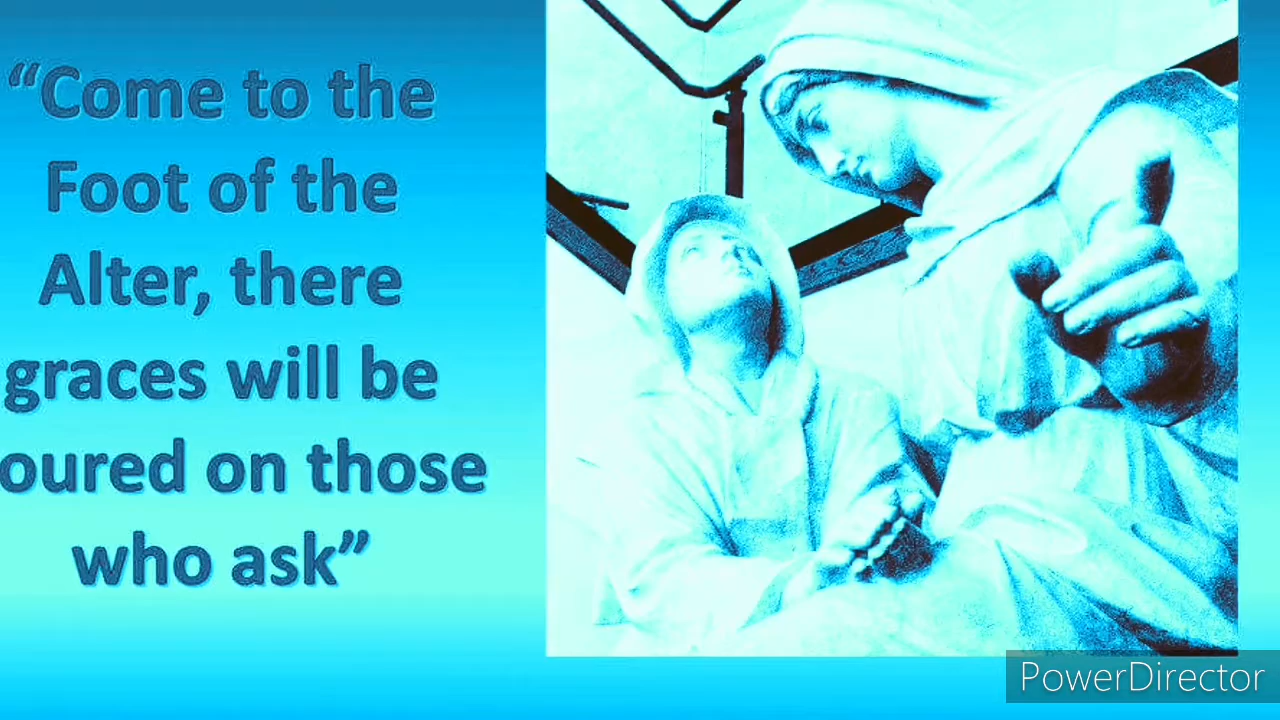 “Come to the
Foot of the
Alter, there
graces will be
oured on those
who ask”
PowerDirector